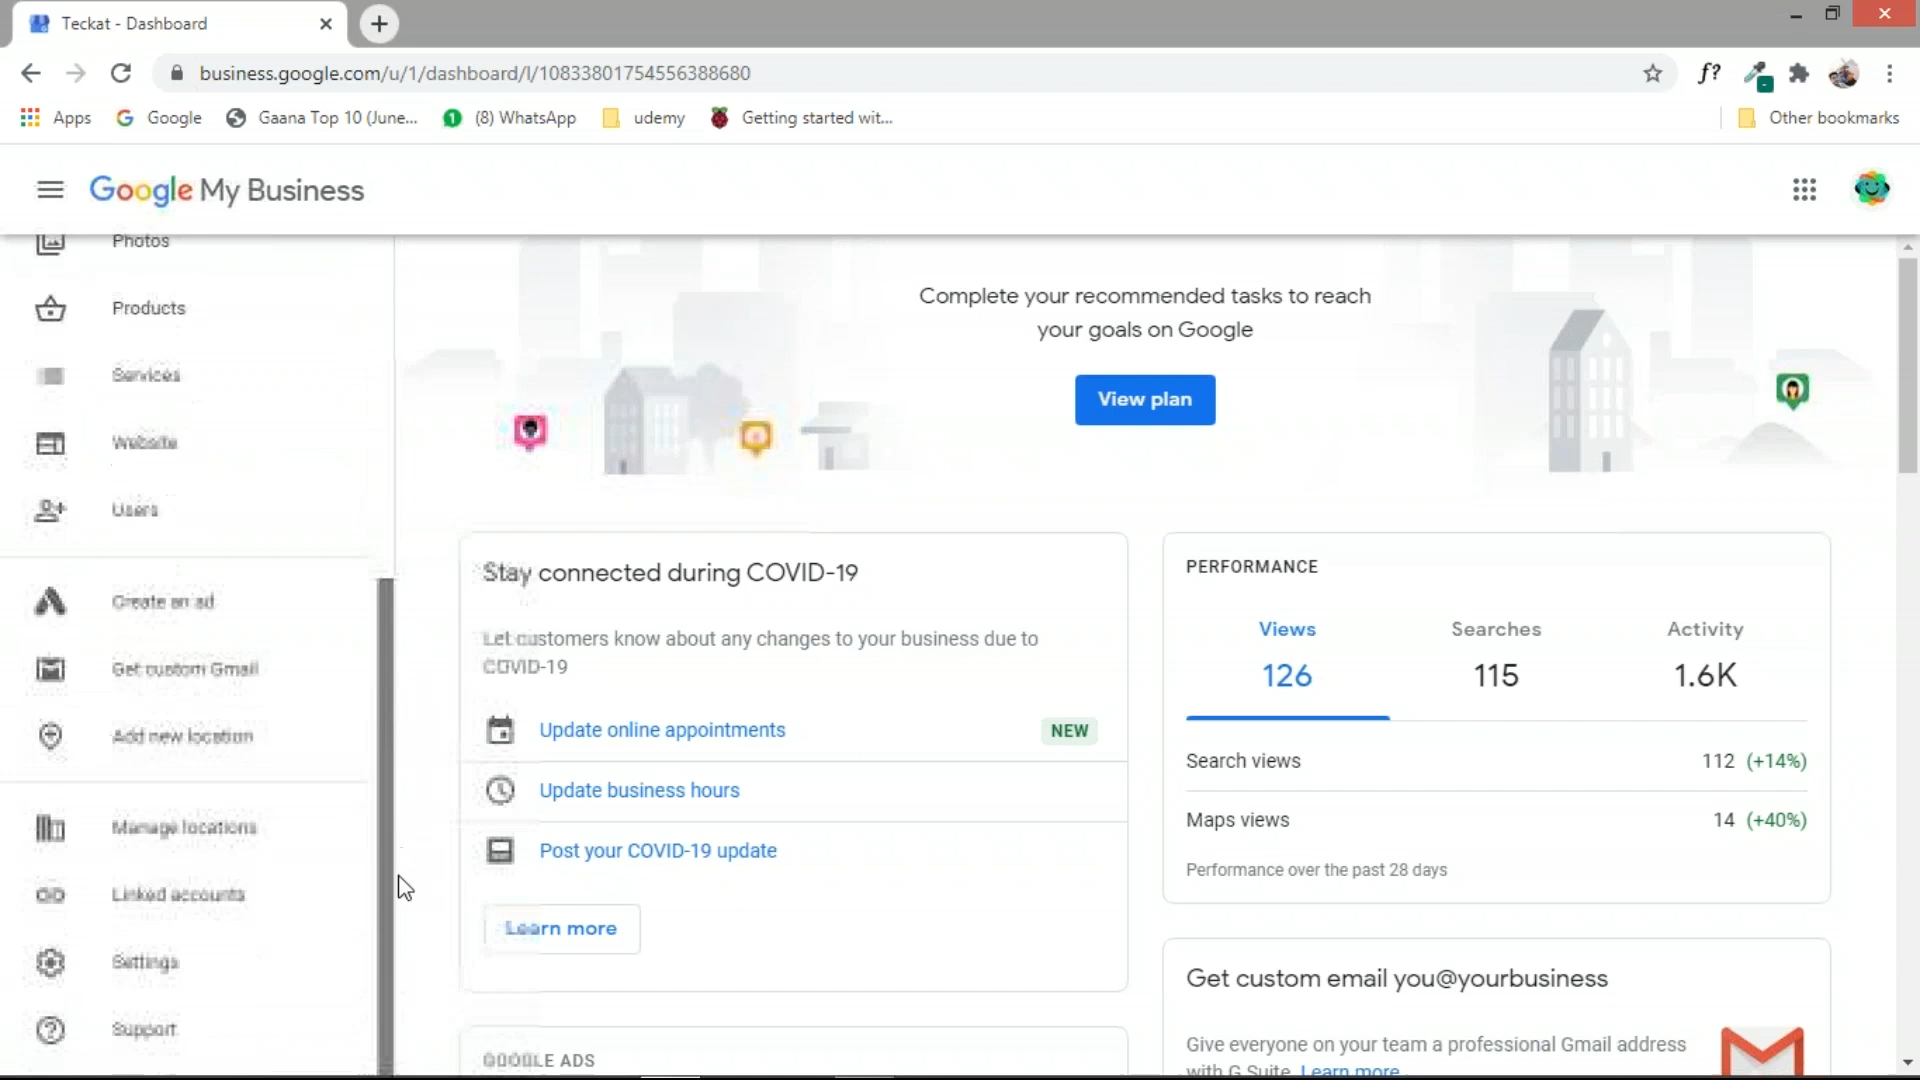 Teckat - Dashboard
business.google.com/u/1/dashboard/l/10833801754556388680
f?
Apps
Google
Gaana Top 10 (June...
1
(8) WhatsApp
udemy
Getting started wit...
Other bookmarks
Google My Business
Photos
Products
Services
Website
Users
Create an ad
Get custom Gmail
Add new location
Manage locations
Linked accounts
Settings
Support
Complete your recommended tasks to reach
your goals on Google
View plan
Stay connected during COVID-19
Let customers know about any changes to your business due to
COVID-19
Update online appointments
NEW
Update business hours
Post your COVID-19 update
Learn more
GOOGLE ADS
PERFORMANCE
Views
Searches
Activity
126
115
1.6K
Search views
112 (+14%)
Maps views
14 (+40%)
Performance over the past 28 days
Get custom email you@yourbusiness
Give everyone on your team a professional Gmail address
with G Suite. Learn more